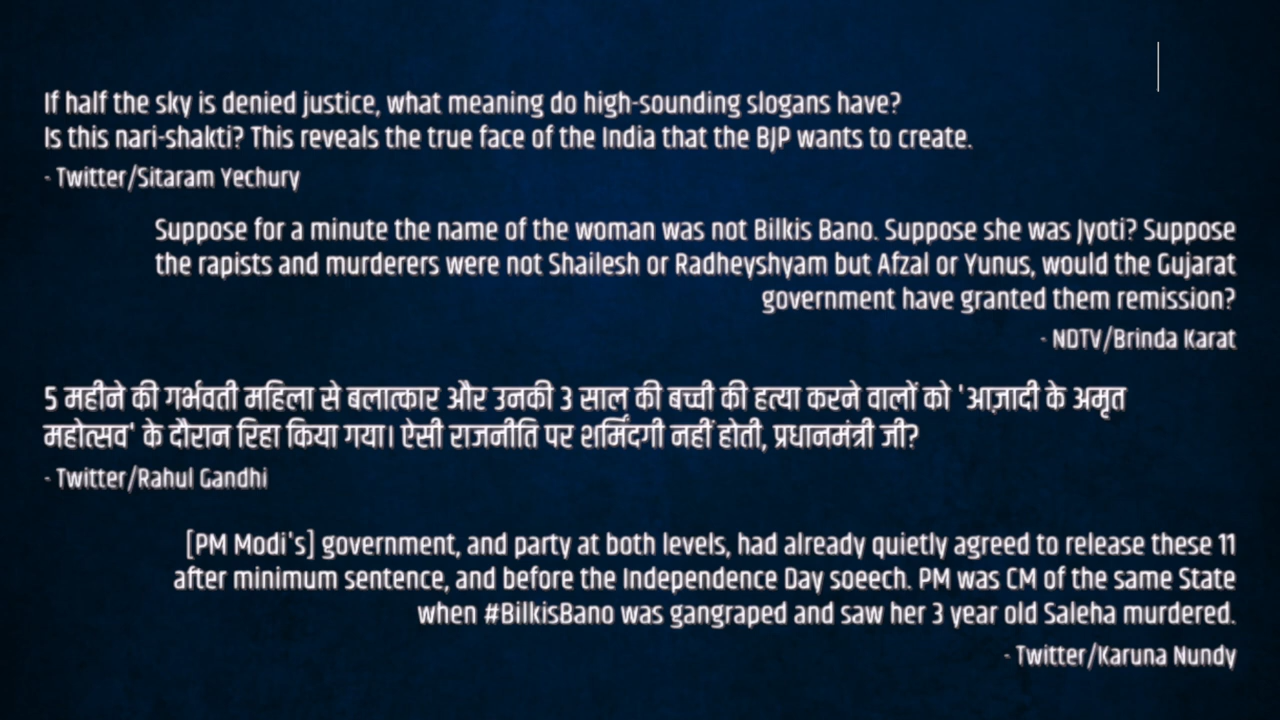 If half the sky is denied justice, what meaning do high-sounding slogans have?
Is this nari-shakti? This reveals the true face of the India that the BJP wants to create.
- Twitter/Sitaram Yechury
Suppose for a minute the name of the woman was not Bilkis Bano. Suppose she was Jyoti? Suppose
the rapists and murderers were not Shailesh or Radheyshyam but Afzal or Yunus, would the Gujarat
government have granted them remission?
- NDTV/Brinda Karat
5 महीने की गर्भवती महिला से बलात्कार और उनकी 3 साल की बच्ची की हत्या करने वालों को 'आज़ादी के अमृत
महोत्सव' के दौरान रिहा किया गया। ऐसी राजनीति पर शर्मिंदगी नहीं होती, प्रधानमंत्री जी?
- Twitter/Rahul Gandhi
[PM Modi's] government, and party at both levels, had already quietly agreed to release these 11
after minimum sentence, and before the Independence Day soeech. PM was CM of the same State
when #BilkisBano was gangraped and saw her 3 year old Saleha murdered.
- Twitter/Karuna Nundy